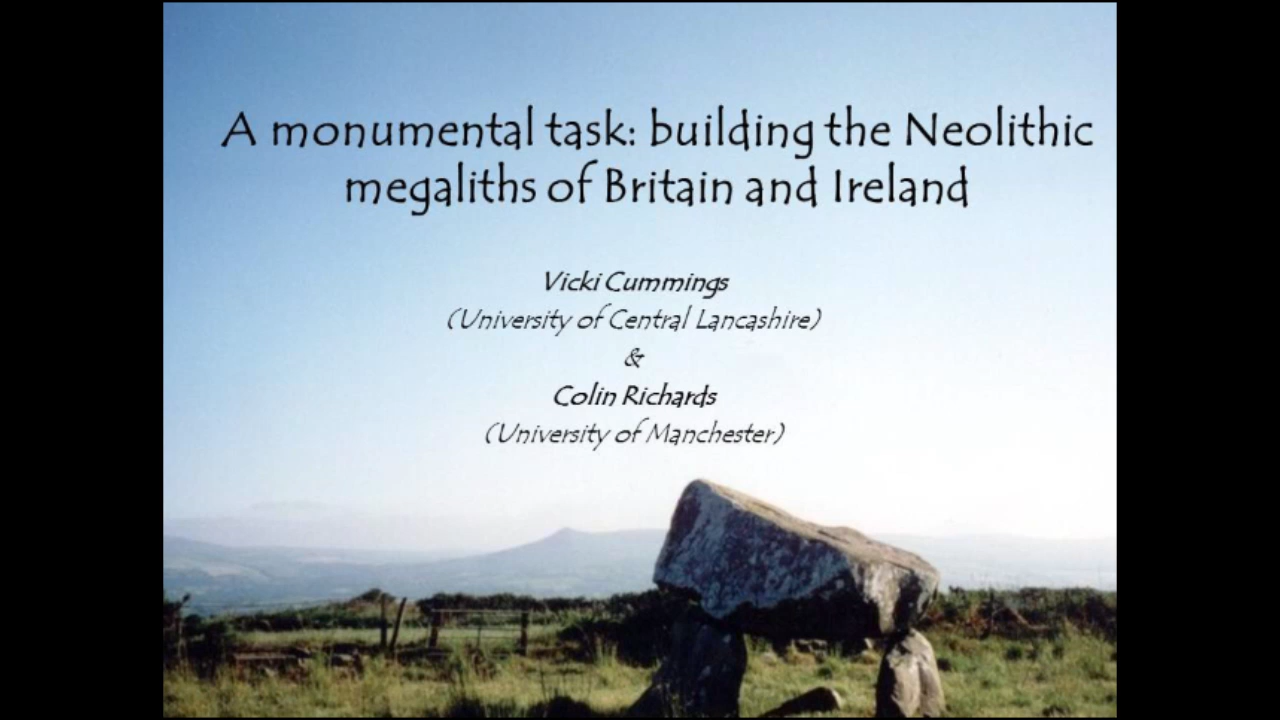 A monumental task: building the Neolithic
megaliths of Britain and Ireland
Vicki Cummings
(University of Central Lancashire)
&
Colin Richards
(University of Manchester)